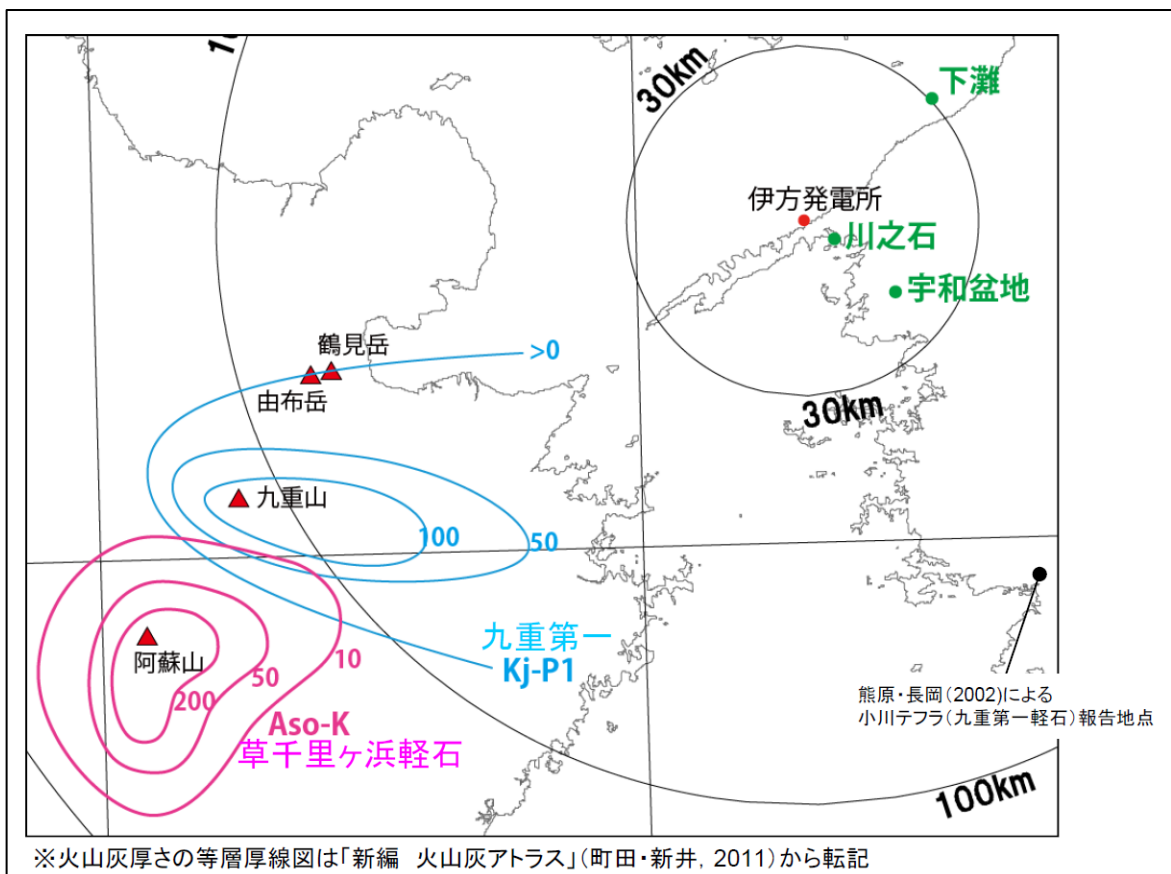 10
30km
下灘
伊方発電所
川之石
宇和盆地
>0
鶴見岳
由布岳
30km
九重山
100
50
九重第一
Kj-P1
阿蘇山
10
50
200
Aso-K
草千里ヶ浜軽石
熊原・長岡(2002)による
小川テフラ(九重第一軽石)報告地点
100km
※火山灰厚さの等層厚線図は「新編 火山灰アトラス」(町田・新井, 2011)から転記